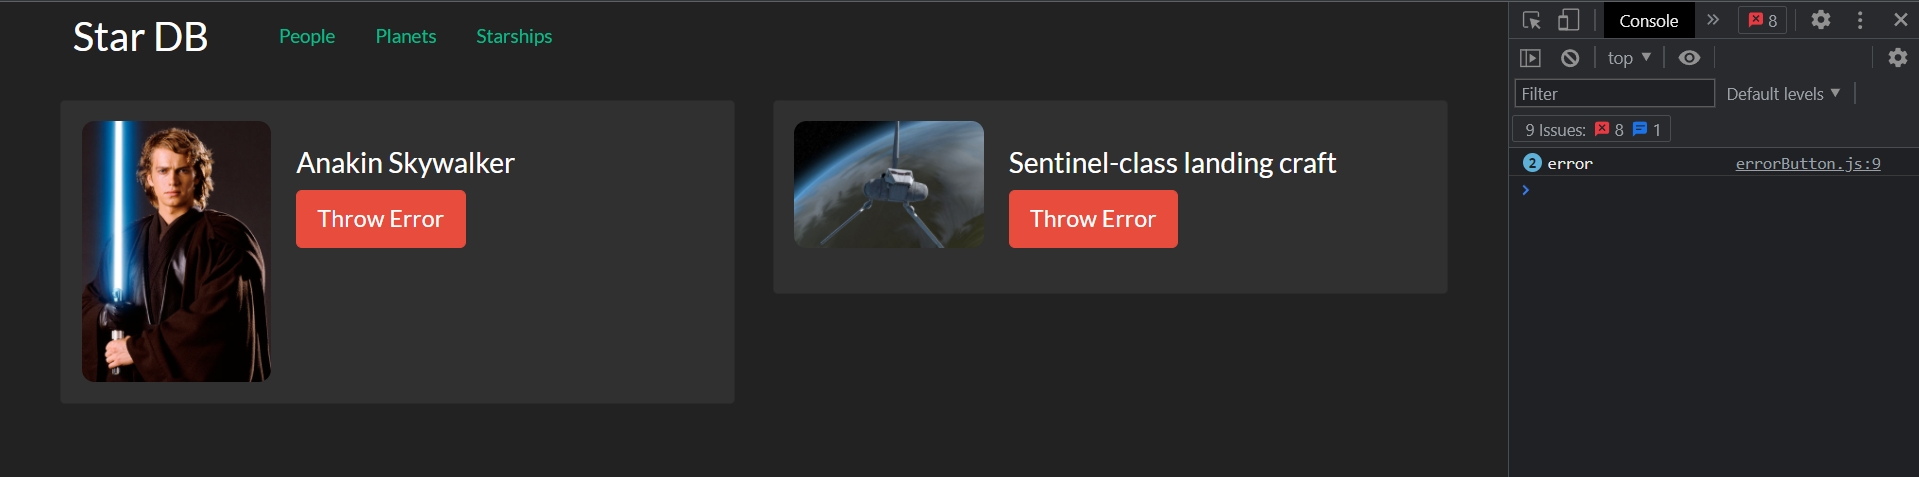 Star DB People Planets Starships
Anakin Skywalker
Throw Error
Sentinel-class landing craft
Throw Error
Console 8
top
Filter Default levels
9 Issues: 8 1
2 error errorButton.js:9